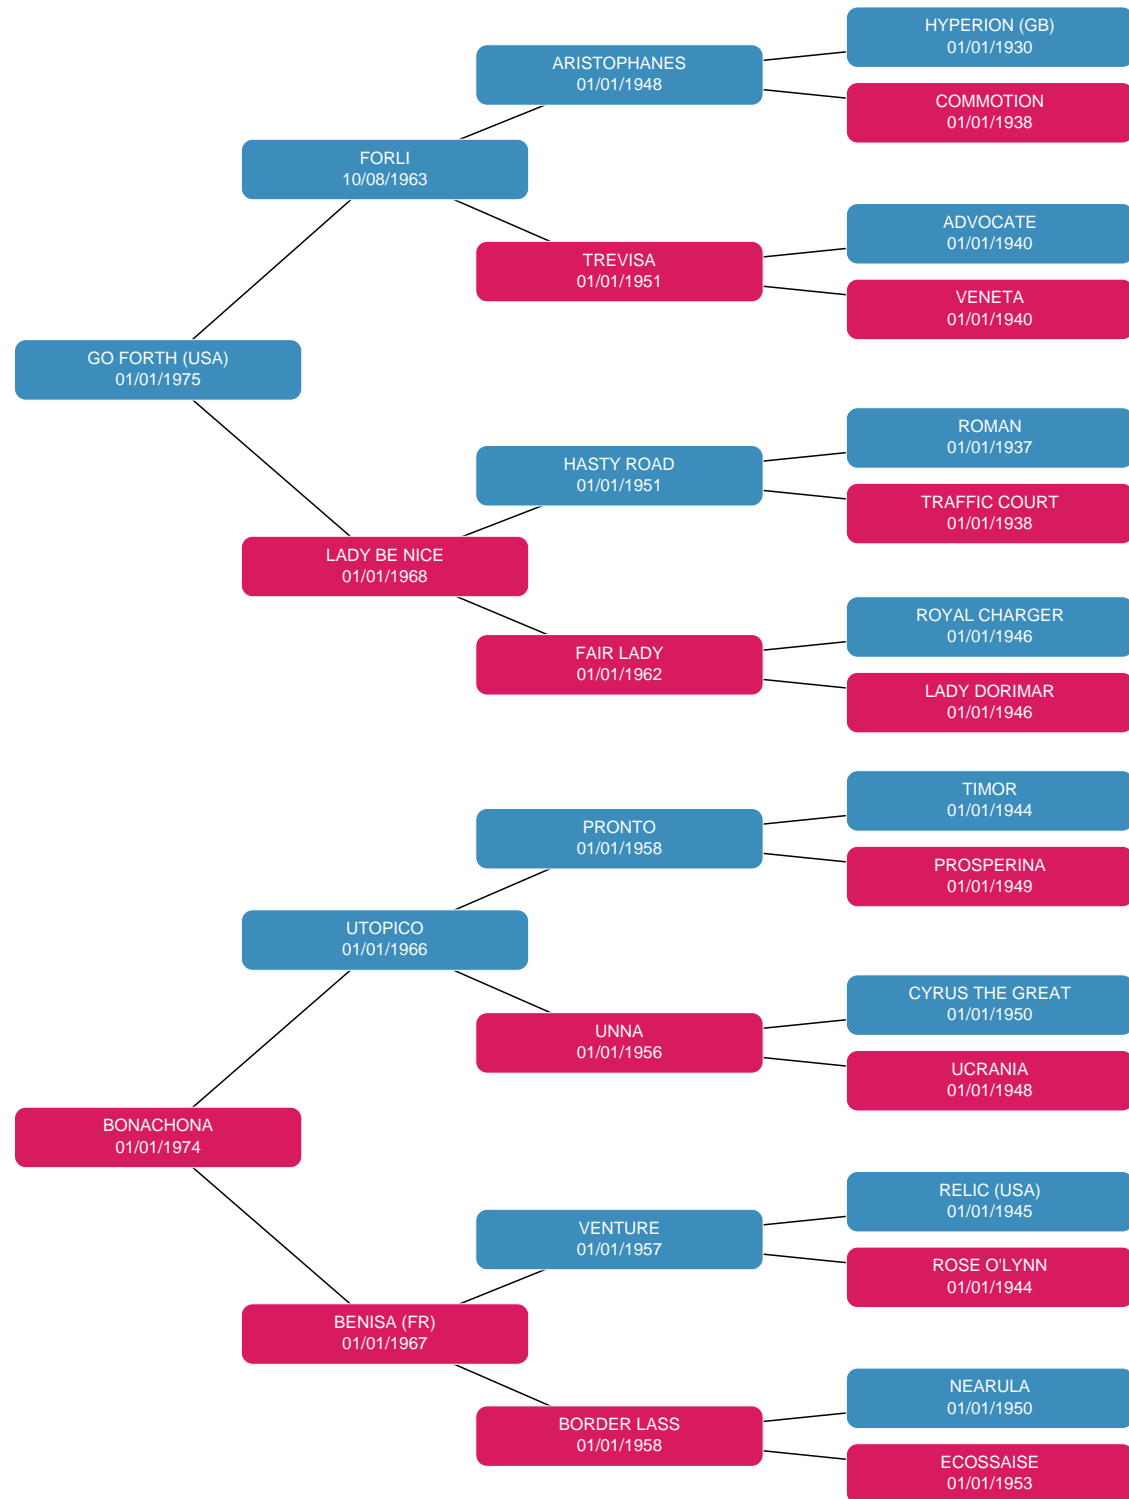 HYPERION (GB)
01/01/1930
ARISTOPHANES
01/01/1948
COMMOTION
01/01/1938
FORLI
10/08/1963
ADVOCATE
01/01/1940
TREVISA
01/01/1951
VENETA
01/01/1940
GO FORTH (USA)
01/01/1975
ROMAN
01/01/1937
HASTY ROAD
01/01/1951
TRAFFIC COURT
01/01/1938
LADY BE NICE
01/01/1968
ROYAL CHARGER
01/01/1946
FAIR LADY
01/01/1962
LADY DORIMAR
01/01/1946
TIMOR
01/01/1944
PRONTO
01/01/1958
PROSPERINA
01/01/1949
UTOPICO
01/01/1966
CYRUS THE GREAT
01/01/1950
UNNA
01/01/1956
UCRANIA
01/01/1948
BONACHONA
01/01/1974
RELIC (USA)
01/01/1945
VENTURE
01/01/1957
ROSE O'LYNN
01/01/1944
BENISA (FR)
01/01/1967
NEARULA
01/01/1950
BORDER LASS
01/01/1958
ECOSSAISE
01/01/1953